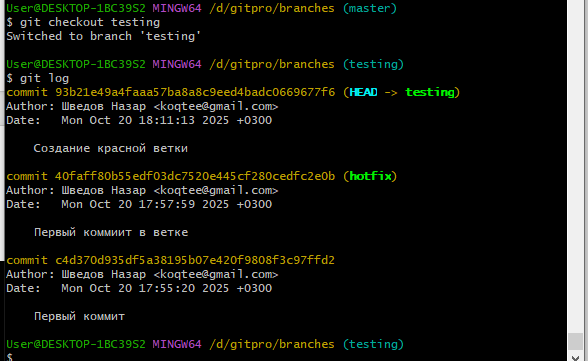 User@DESKTOP-1BC39S2 MINGW64 /d/gitpro/branches (master)
$ git checkout testing
Switched to branch 'testing'
User@DESKTOP-1BC39S2 MINGW64 /d/gitpro/branches (testing)
$ git log
commit 93b21e49a4faaa57ba8a8c9eed4badc0669677f6 (HEAD -> testing)
Author: Шведов Назар <koqtee@gmail.com>
Date:   Mon Oct 20 18:11:13 2025 +0300
Создание красной ветки
commit 40faff80b55edf03dc7520e445cf280cedfc2e0b (hotfix)
Author: Шведов Назар <koqtee@gmail.com>
Date:   Mon Oct 20 17:57:59 2025 +0300
Первый коммиит в ветке
commit c4d370d935df5a38195b07e420f9808f3c97ffd2
Author: Шведов Назар <koqtee@gmail.com>
Date:   Mon Oct 20 17:55:20 2025 +0300
Первый коммит
User@DESKTOP-1BC39S2 MINGW64 /d/gitpro/branches (testing)
$